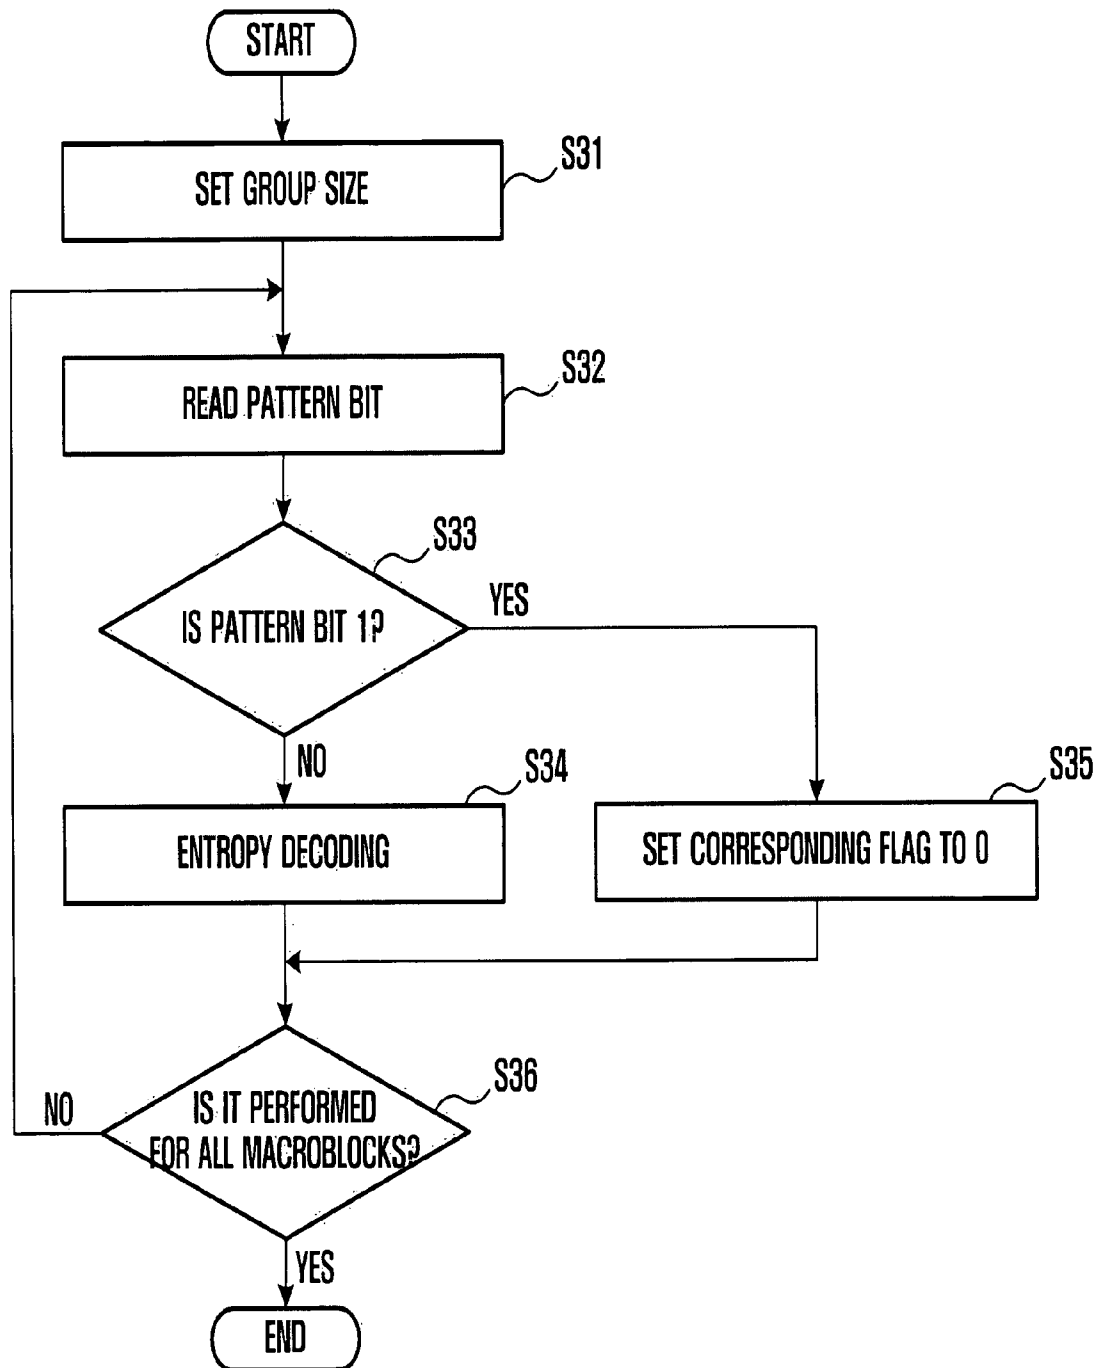 START
SET GROUP SIZE
S31
READ PATTERN BIT
S32
S33
IS PATTERN BIT 1?
YES
NO
S34
ENTROPY DECODING
S35
SET CORRESPONDING FLAG TO 0
S36
NO
IS IT PERFORMED
FOR ALL MACROBLOCKS?
YES
END